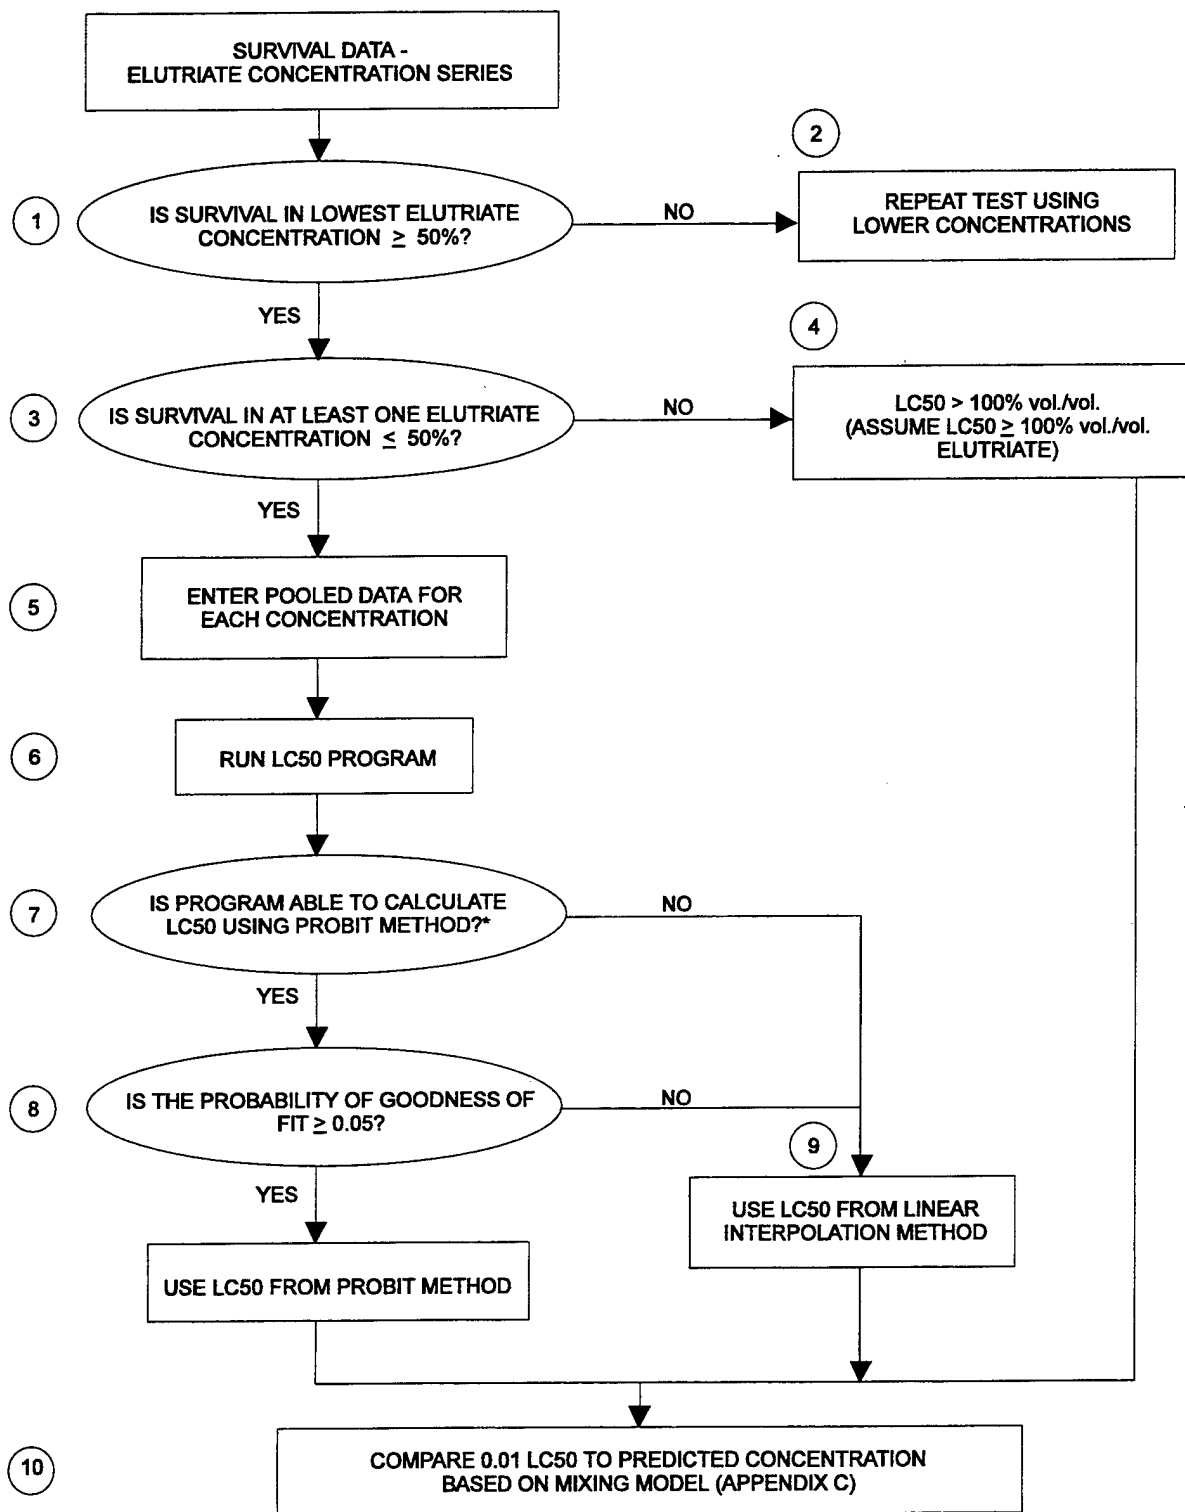 SURVIVAL DATA -
ELUTRIATE CONCENTRATION SERIES
2
1
IS SURVIVAL IN LOWEST ELUTRIATE
CONCENTRATION ≥ 50%?
NO
REPEAT TEST USING
LOWER CONCENTRATIONS
YES
4
3
IS SURVIVAL IN AT LEAST ONE ELUTRIATE
CONCENTRATION ≤ 50%?
NO
LC50 > 100% vol./vol.
(ASSUME LC50 ≥ 100% vol./vol.
ELUTRIATE)
YES
5
ENTER POOLED DATA FOR
EACH CONCENTRATION
6
RUN LC50 PROGRAM
7
IS PROGRAM ABLE TO CALCULATE
LC50 USING PROBIT METHOD?*
NO
YES
8
IS THE PROBABILITY OF GOODNESS OF
FIT ≥ 0.05?
NO
9
YES
USE LC50 FROM LINEAR
INTERPOLATION METHOD
USE LC50 FROM PROBIT METHOD
10
COMPARE 0.01 LC50 TO PREDICTED CONCENTRATION
BASED ON MIXING MODEL (APPENDIX C)